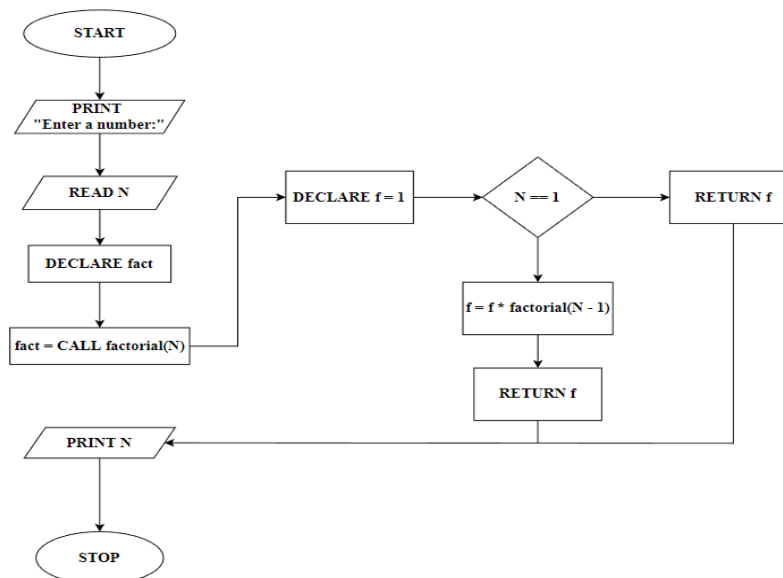 START
PRINT
"Enter a number:"
READ N
DECLARE fact
fact = CALL factorial(N)
DECLARE f = 1
N == 1
RETURN f
f = f * factorial(N - 1)
RETURN f
PRINT N
STOP